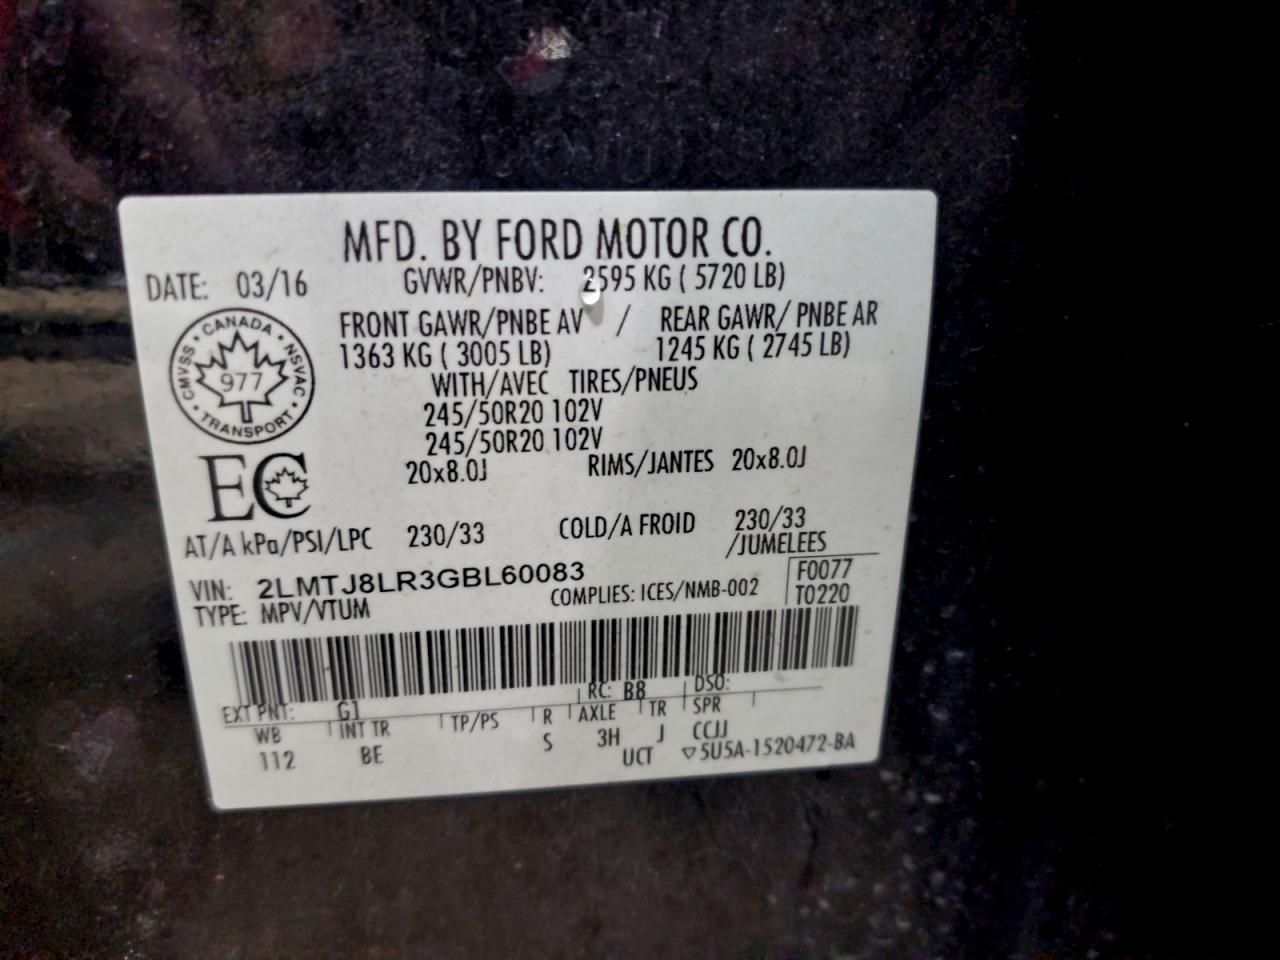 MFD. BY FORD MOTOR CO.
DATE: 03/16 GVWR/PNBV: 2595 KG ( 5720 LB)
FRONT GAWR/PNBE AV / REAR GAWR/ PNBE AR
1363 KG ( 3005 LB) 1245 KG ( 2745 LB)
CANADA
CMVSS 977 NSVAC
TRANSPORT
WITH/AVEC TIRES/PNEUS
245/50R20 102V
245/50R20 102V
EC
20x8.0J RIMS/JANTES 20x8.0J
AT/A kPa/PSI/LPC 230/33 COLD/A FROID 230/33
/JUMELEES
VIN: 2LMTJ8LR3GBL60083 F0077
TYPE: MPV/VTUM COMPLIES: ICES/NMB-002 T0220
RC: B8 DSO:
EXT PNT: G1
WB INT TR TP/PS R AXLE TR SPR
112 BE S 3H J CCJJ
UCT ▽5U5A-1520472-BA